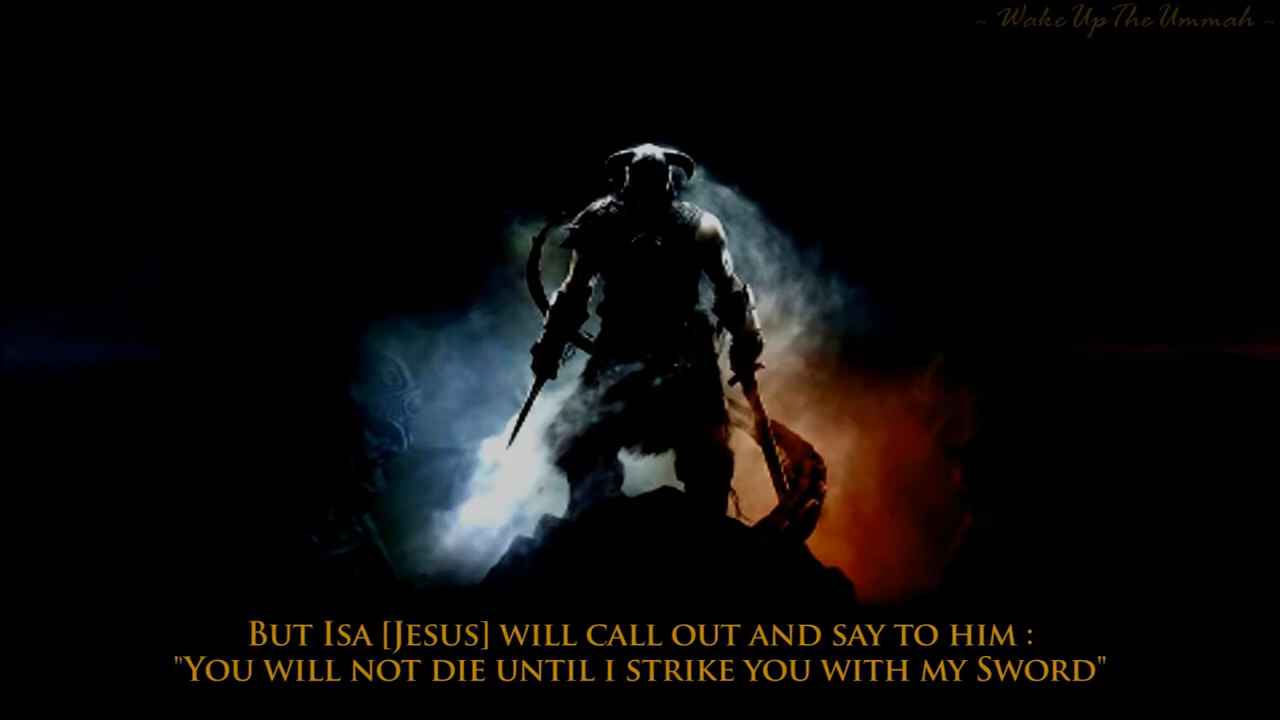 ~ Wake Up The Ummah ~
But Isa [Jesus] will call out and say to him :
"You will not die until i strike you with my Sword"